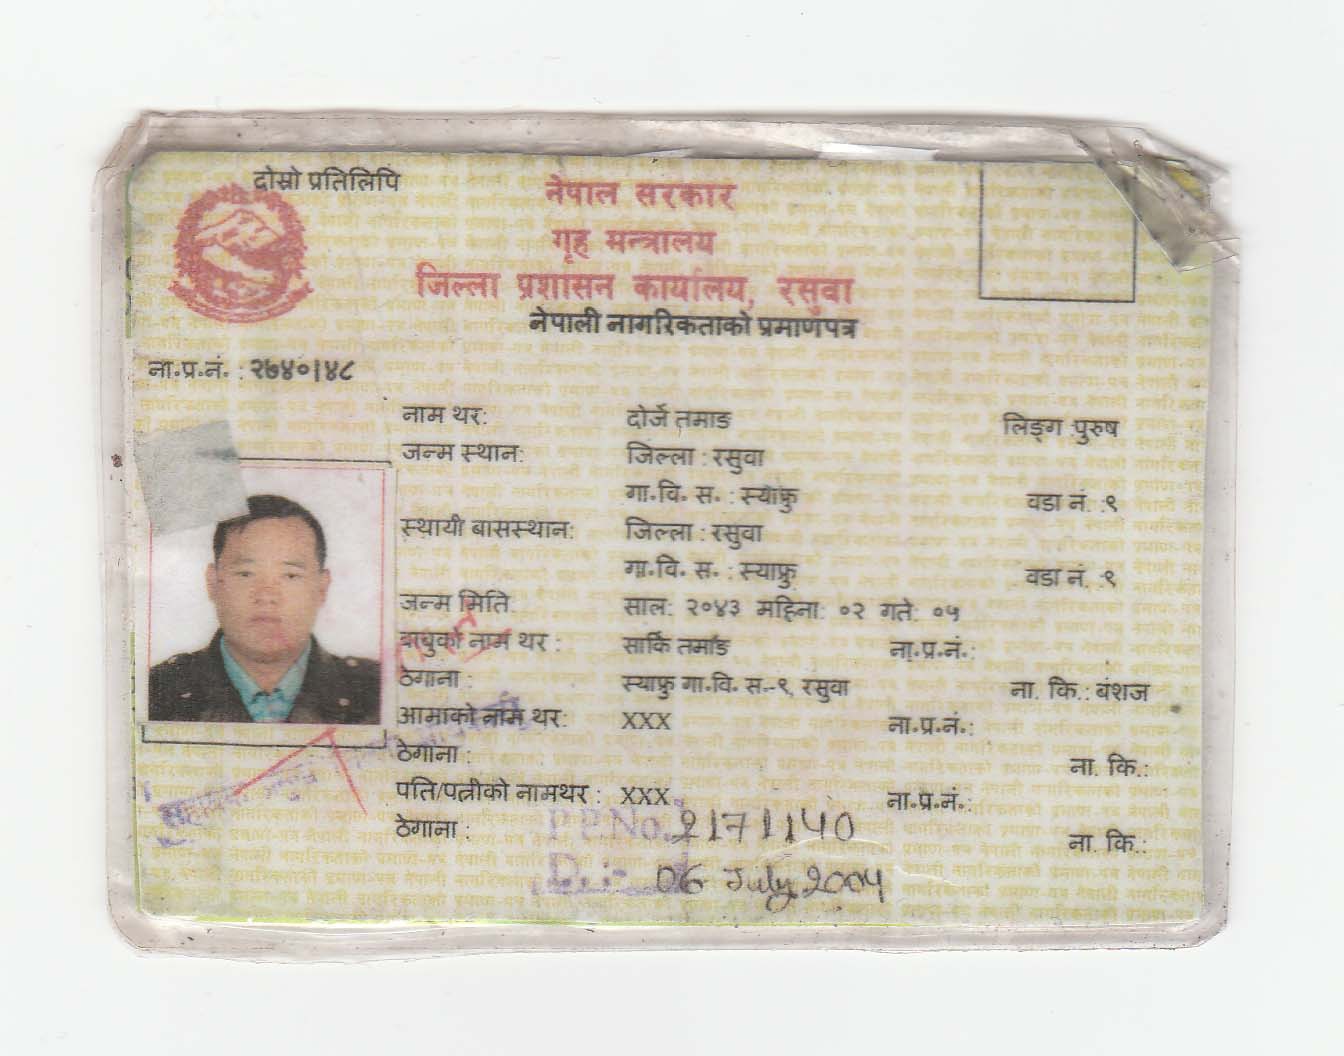 दोस्रो प्रतिलिपि
नेपाल सरकार
गृह मन्त्रालय
जिल्ला प्रशासन कार्यालय, रसुवा
नेपाली नागरिकताको प्रमाणपत्र
ना.प्र.नं. : २७४०।४८
नाम थर: दोर्जे तमाङ लिङ्ग :पुरुष
जन्म स्थान: जिल्ला : रसुवा
गा.वि. स. : स्याफ्रु वडा नं. :९
स्थायी बासस्थान: जिल्ला : रसुवा
गा.वि. स. : स्याफ्रु वडा नं. :९
जन्म मिति: साल: २०४३ महिना: ०२ गते: ०५
बाबुको नाम थर : सार्कि तमाङ ना.प्र.नं.:
ठेगाना : स्याफ्रु गा.वि. स.-९, रसुवा ना. कि.: बंशज
आमाको नाम थर: XXX ना.प्र.नं.:
ठेगाना : ना. कि.:
पति/पत्नीको नामथर : XXX ना.प्र.नं.:
ठेगाना : P.P.No. 2171140 ना. कि.:
D.:- 06 July 2004